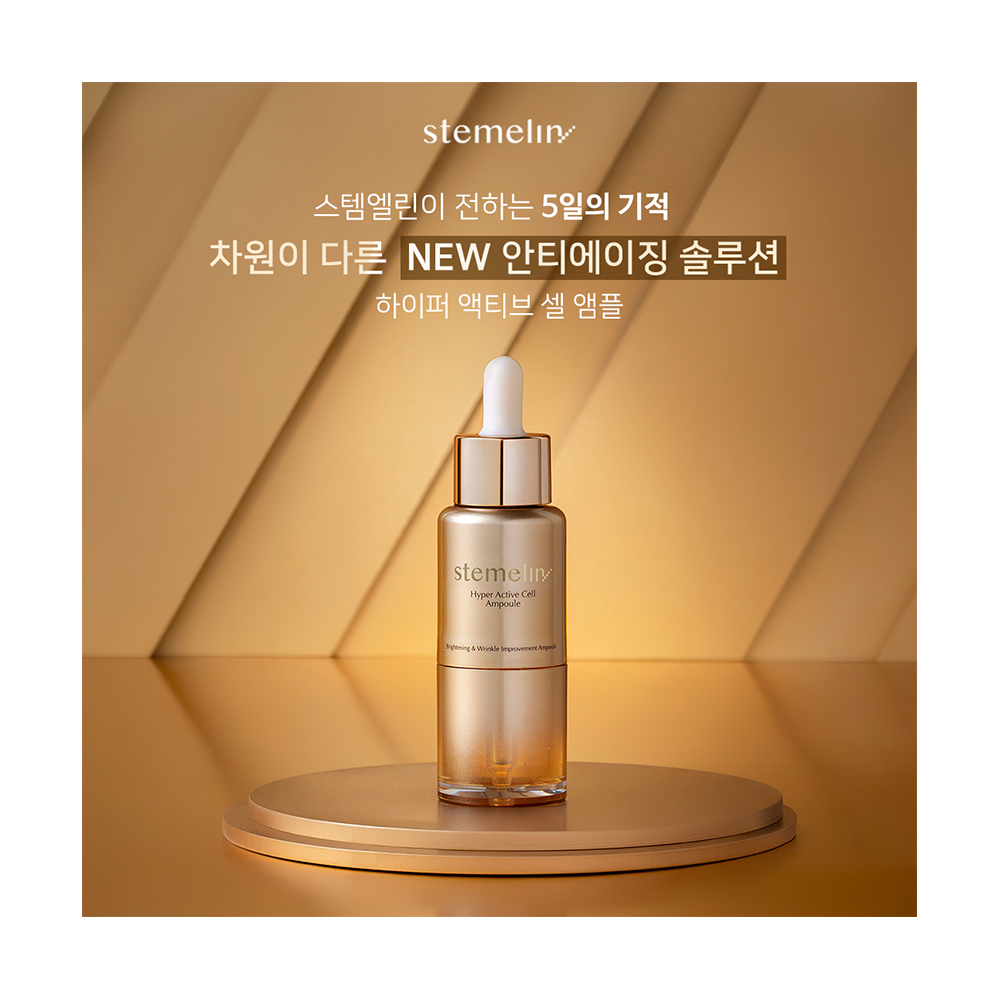 stemelin
스템엘린이 전하는 5일의 기적
차원이 다른 NEW 안티에이징 솔루션
하이퍼 액티브 셀 앰플
stemelin
Hyper Active Cell
Ampoule
Brightening & Wrinkle Improvement Ampoule